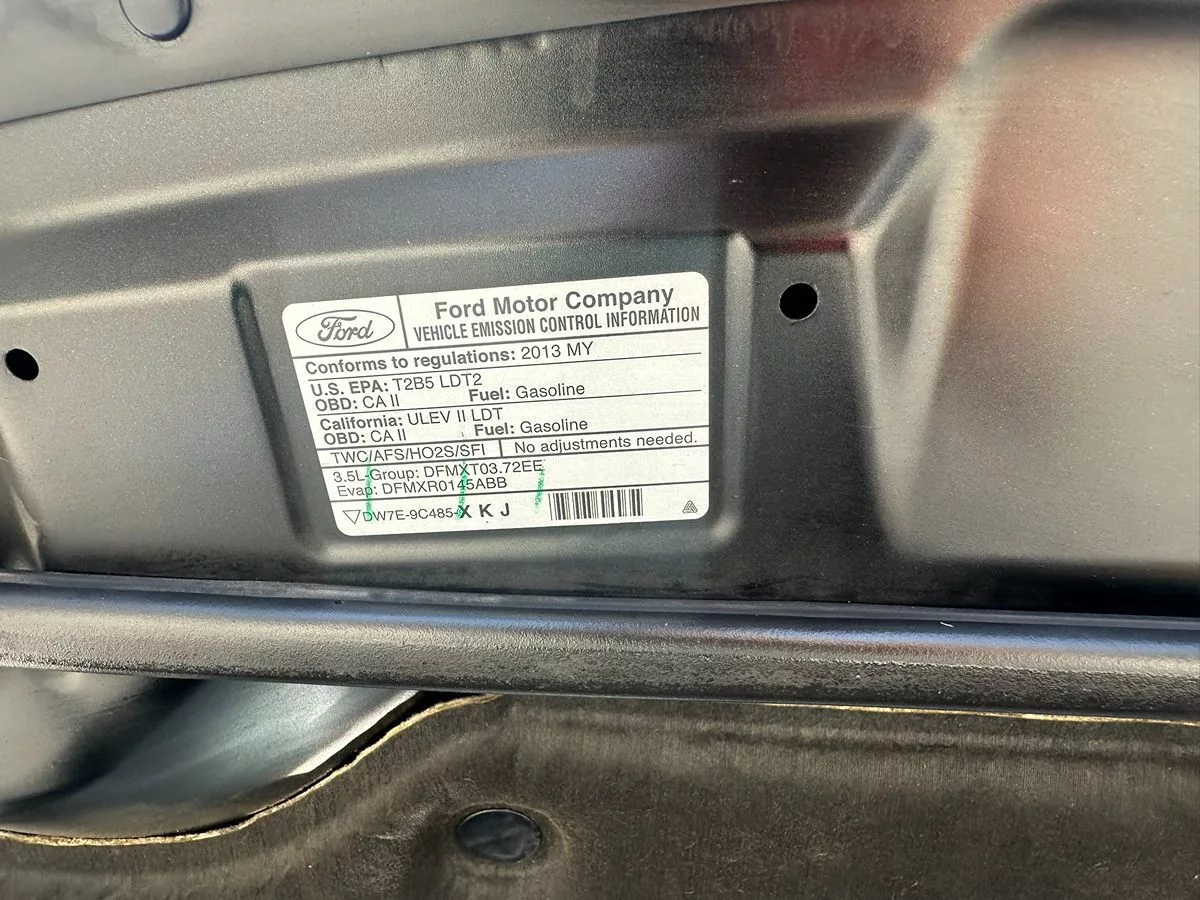 Ford
Ford Motor Company
VEHICLE EMISSION CONTROL INFORMATION
Conforms to regulations: 2013 MY
U.S. EPA: T2B5 LDT2
OBD: CA II Fuel: Gasoline
California: ULEV II LDT
OBD: CA II Fuel: Gasoline
TWC/AFS/HO2S/SFI No adjustments needed.
3.5L-Group: DFMXT03.72EE
Evap: DFMXR0145ABB
DW7E-9C485-X K J